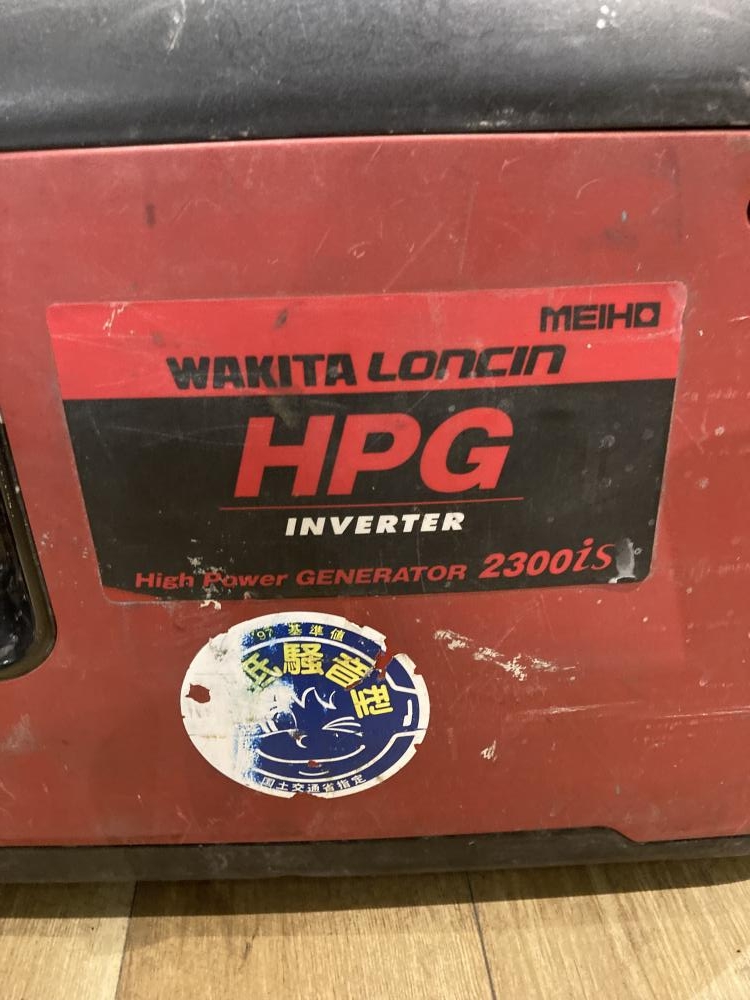 MEIHO
WAKITA LONCIN
HPG
INVERTER
High Power GENERATOR 2300is
'97 基準値
低騒音型
国土交通省指定